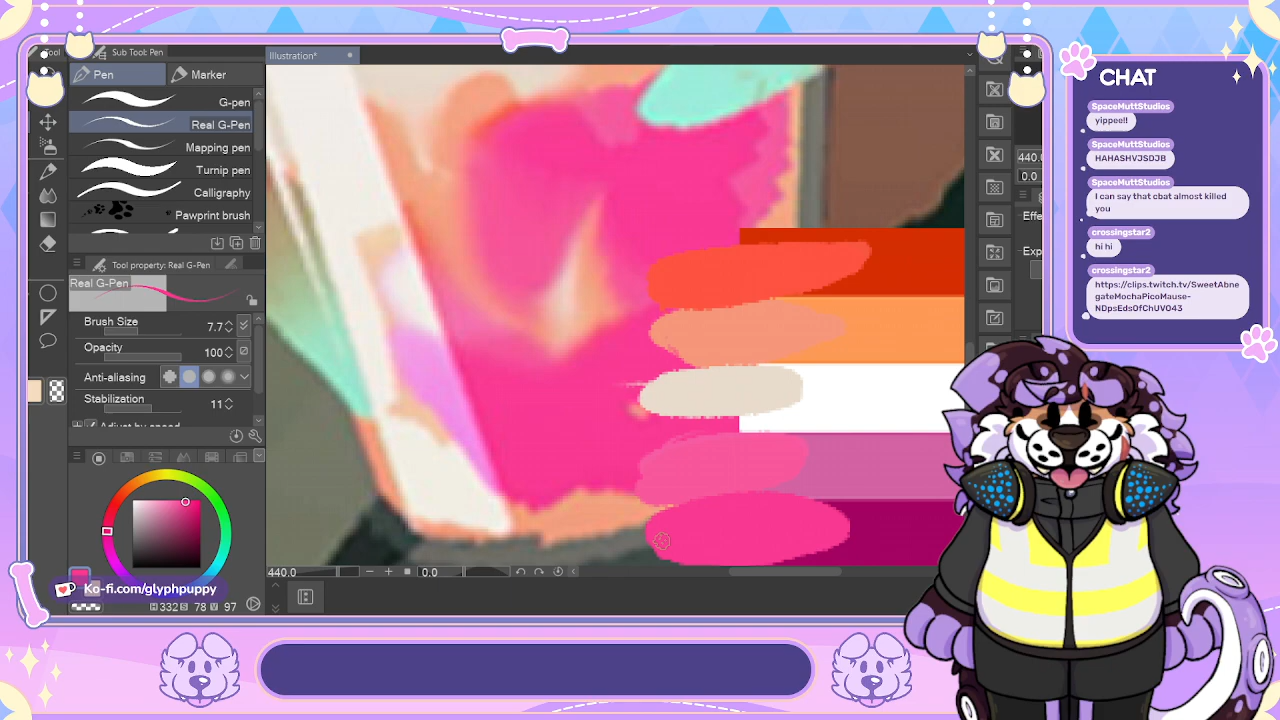 Tool
Sub Tool: Pen
Pen
Marker
G-pen
Real G-Pen
Mapping pen
Turnip pen
Calligraphy
Pawprint brush
Tool property: Real G-Pen
Real G-Pen
Brush Size 7.7
Opacity 100
Anti-aliasing
Stabilization 11
Adjust by speed
H 332 S 78 V 97
Ko-fi.com/glyphpuppy
Illustration*
440.0
0.0
440.
0.0
Effe
Exp
CHAT
SpaceMuttStudios
yippee!!
SpaceMuttStudios
HAHASHVJSDJB
SpaceMuttStudios
I can say that cbat almost killed
you
crossingstar2
hi hi
crossingstar2
https://clips.twitch.tv/SweetAbne
gateMochaPicoMause-
NDpsEdsOfChUVO43